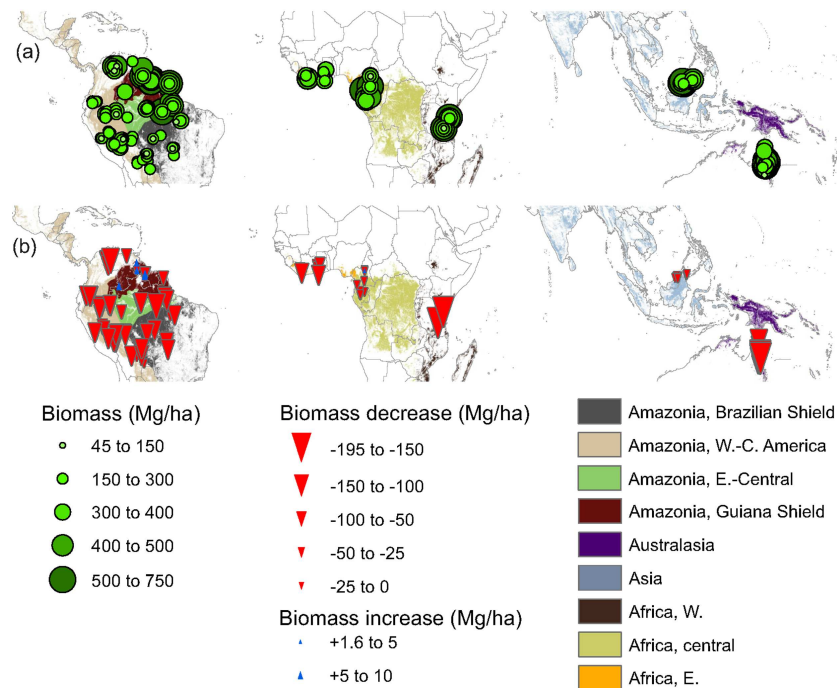 (a)
(b)
Biomass (Mg/ha)
45 to 150
150 to 300
300 to 400
400 to 500
500 to 750
Biomass decrease (Mg/ha)
-195 to -150
-150 to -100
-100 to -50
-50 to -25
-25 to 0
Biomass increase (Mg/ha)
+1.6 to 5
+5 to 10
Amazonia, Brazilian Shield
Amazonia, W.-C. America
Amazonia, E.-Central
Amazonia, Guiana Shield
Australasia
Asia
Africa, W.
Africa, central
Africa, E.